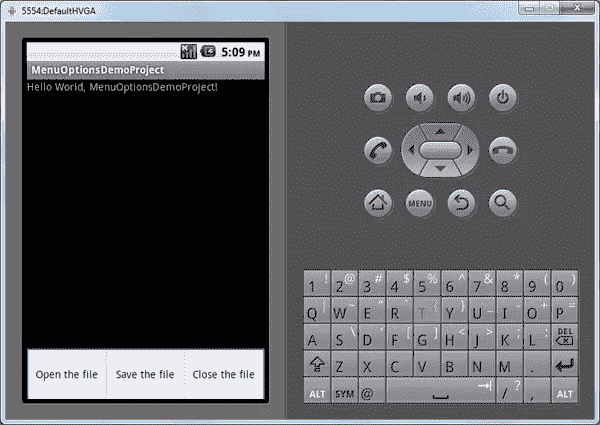 5554:DefaultHVGA
5:09 PM
MenuOptionsDemoProject
Hello World, MenuOptionsDemoProject!
Open the file Save the file Close the file
MENU
1 ! 2 @ 3 # 4 $ 5 % 6 ^ 7 & 8 * 9 ( 0 )
Q | W ~ E " R ` T { Y } U _ I - O + P =
A S \ D ' F [ G ] H < J > K ; L : DEL
Z X C V B N M .
ALT SYM @ / ? , ALT